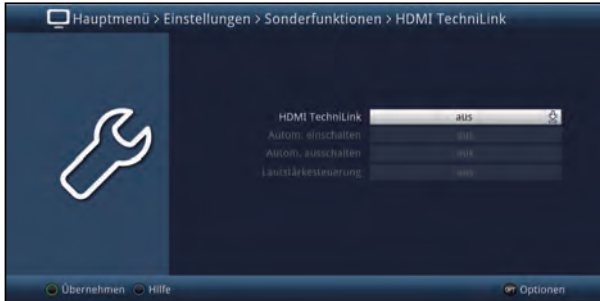 Hauptmenü > Einstellungen > Sonderfunktionen > HDMI TechniLink
HDMI TechniLink aus
Autom. einschalten aus
Autom. ausschalten aus
Lautstärkesteuerung aus
Übernehmen Hilfe OPT Optionen